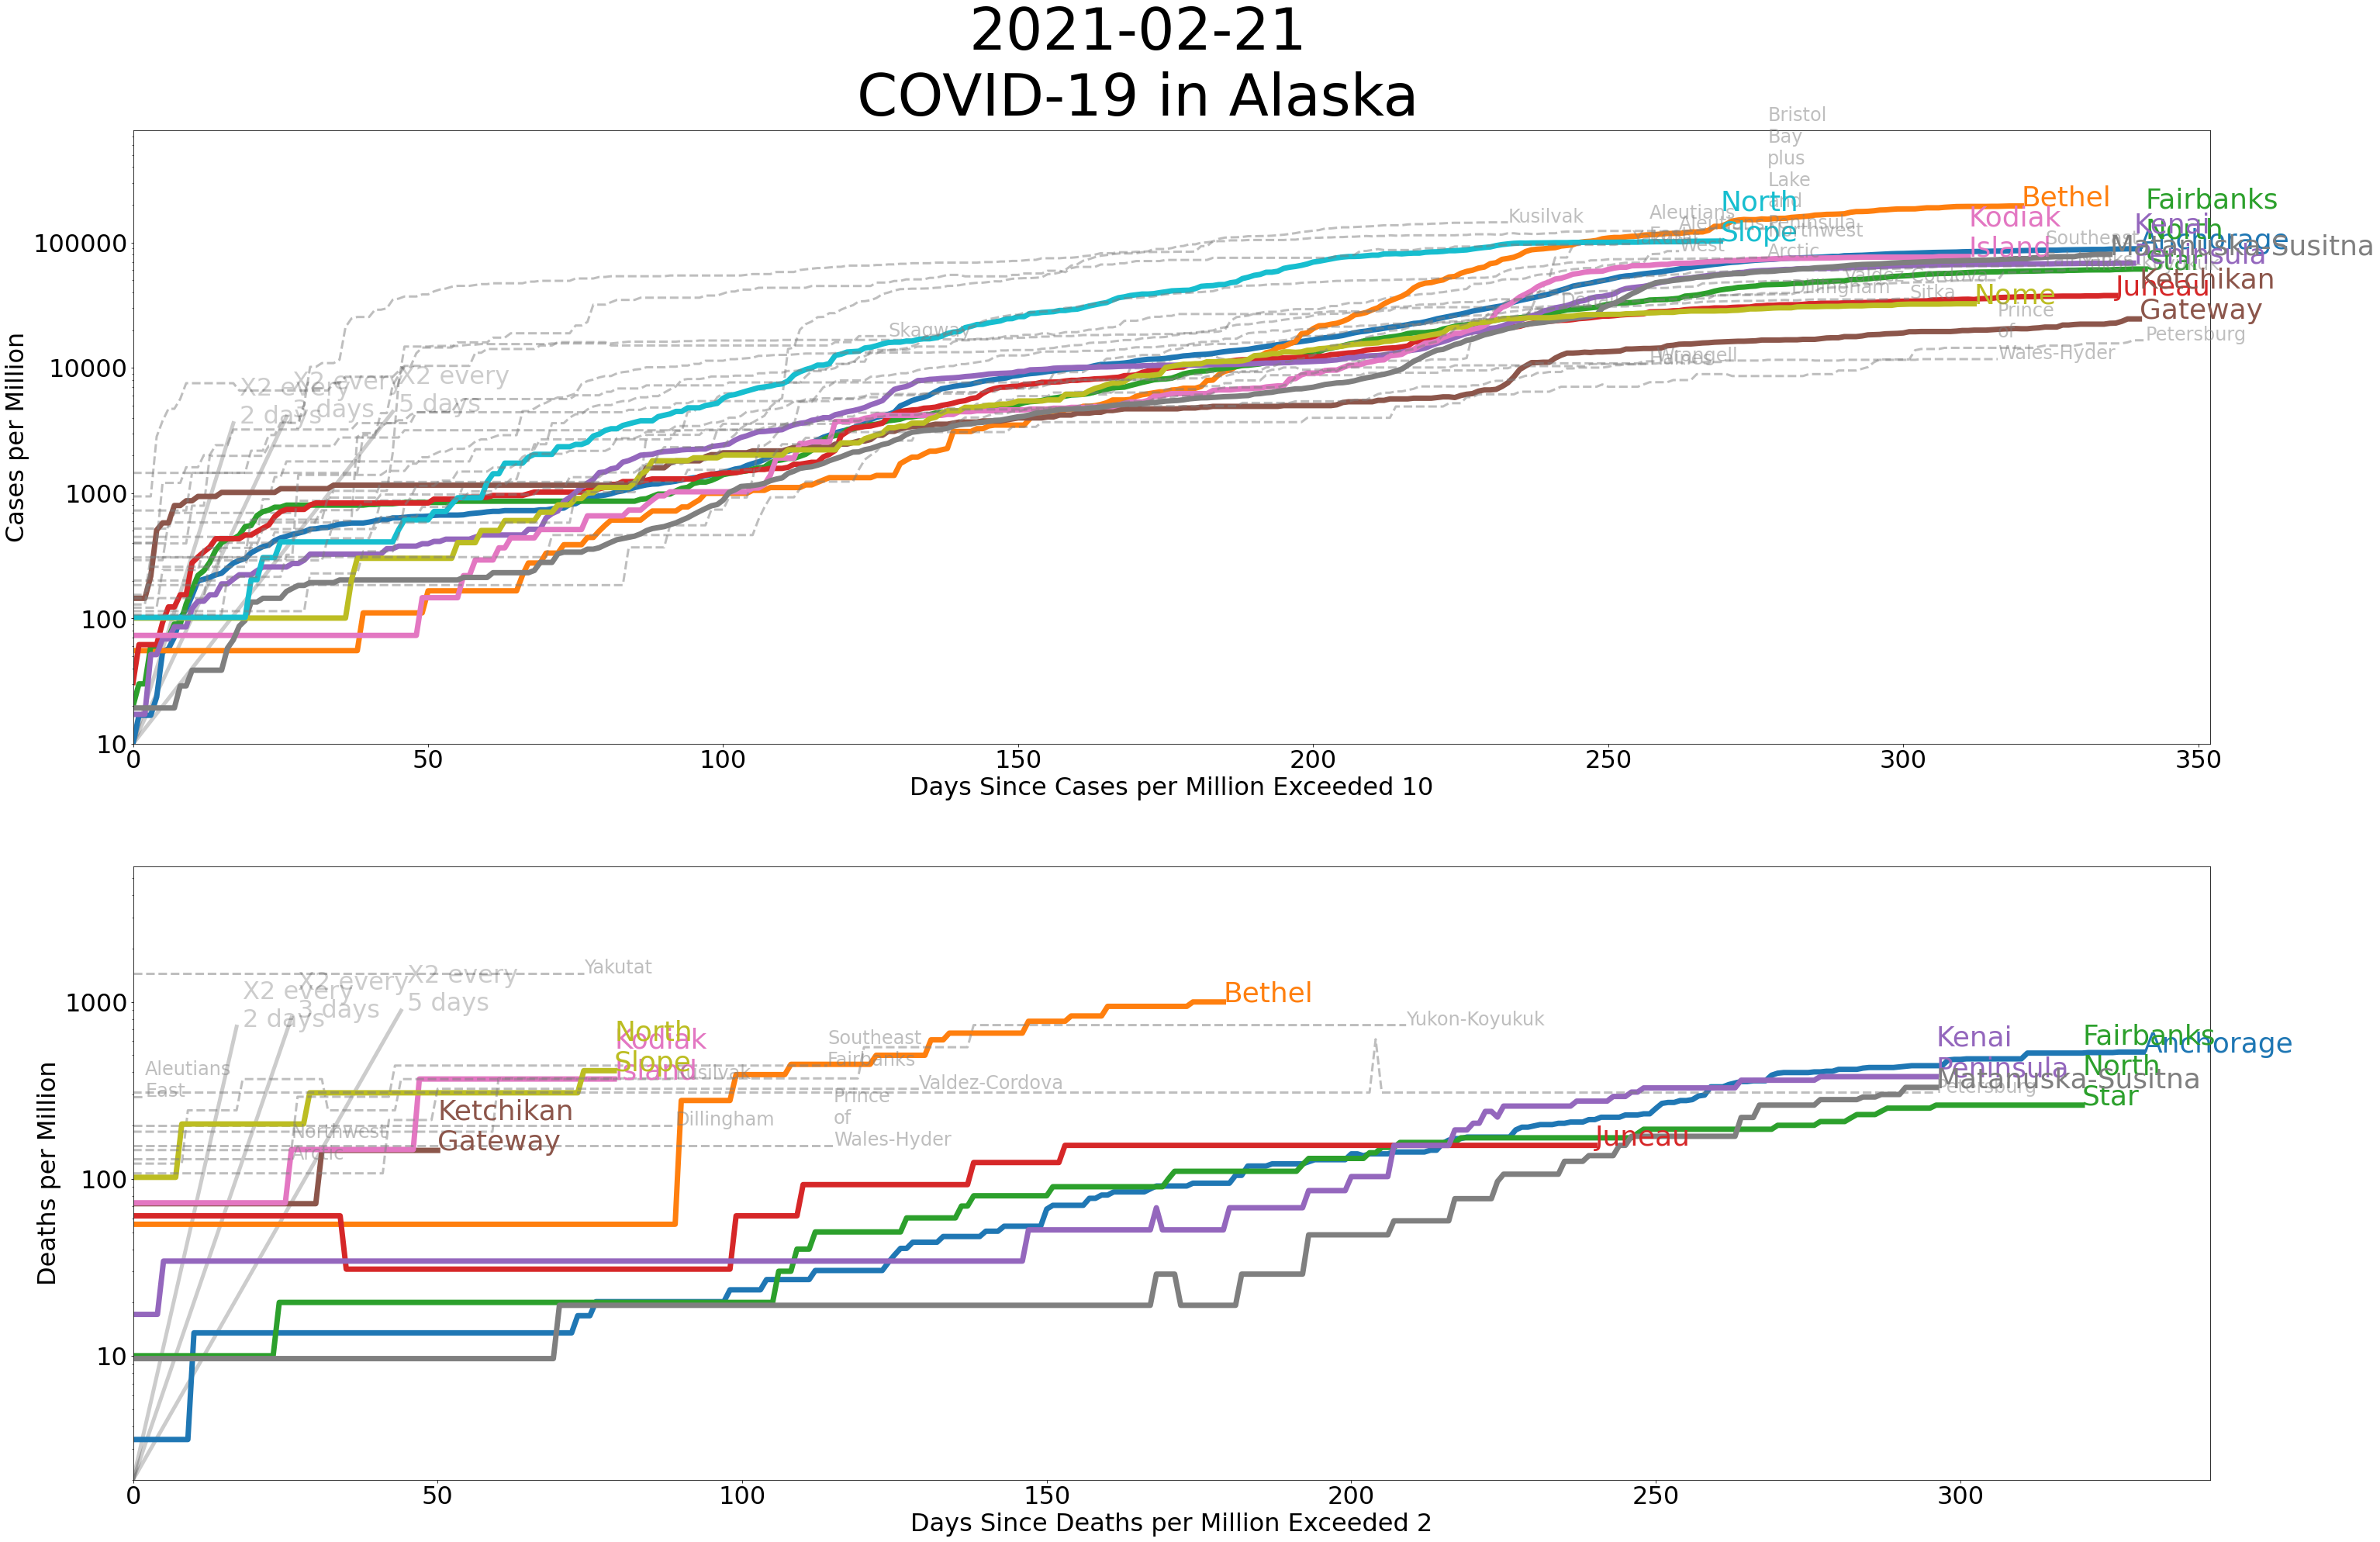 2021-02-21
COVID-19 in Alaska
Cases per Million
100000
10000
1000
100
10
0
50
100
150
200
250
300
350
Days Since Cases per Million Exceeded 10
X2 every
2 days
X2 every
3 days
X2 every
5 days
Skagway
Kusilvak
Aleutians
East
Aleutians
West
North
Slope
Bristol
Bay
plus
Lake
and
Peninsula
Northwest
Arctic
Bethel
Kodiak
Island
Fairbanks
North
Star
Kenai
Peninsula
Anchorage
Matanuska-Susitna
Southeast
Valdez-Cordova
Dillingham
Denali
Sitka
Nome
Juneau
Ketchikan
Gateway
Prince
of
Wales-Hyder
Petersburg
Haines
Wrangell
Deaths per Million
1000
100
10
0
50
100
150
200
250
300
Days Since Deaths per Million Exceeded 2
X2 every
2 days
X2 every
3 days
X2 every
5 days
Yakutat
Aleutians
East
Northwest
Arctic
North
Slope
Kodiak
Island
Kusilvak
Ketchikan
Gateway
Dillingham
Southeast
Fairbanks
Valdez-Cordova
Prince
of
Wales-Hyder
Bethel
Yukon-Koyukuk
Juneau
Kenai
Peninsula
Matanuska-Susitna
Petersburg
Fairbanks
North
Star
Anchorage